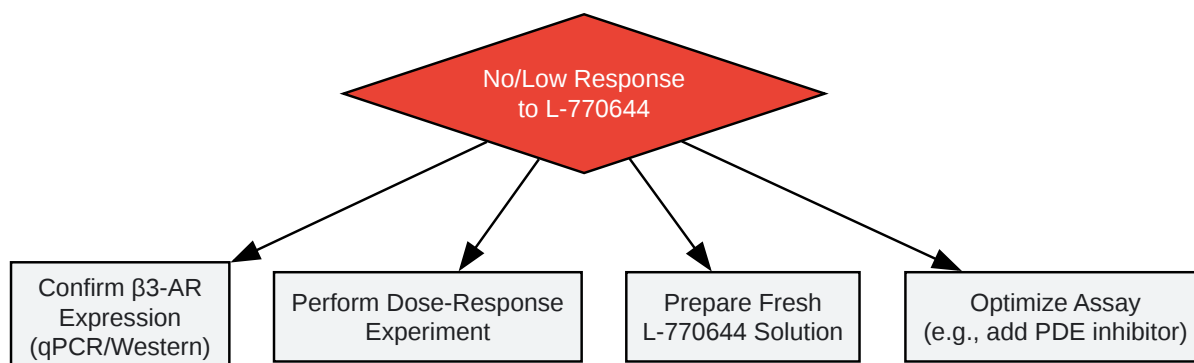 No/Low Response
to L-770644
Confirm β3-AR
Expression
(qPCR/Western)
Perform Dose-Response
Experiment
Prepare Fresh
L-770644 Solution
Optimize Assay
(e.g., add PDE inhibitor)